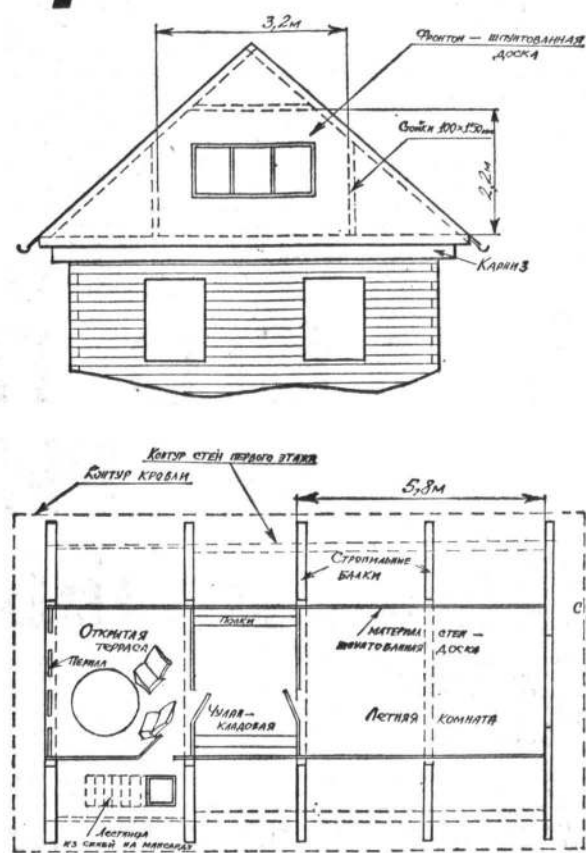 3,2м
Фронтон — шпунтованная
доска
Стойки 100×150мм
2,2м
Карниз
Контур стен первого этажа
Контур кровли
5,8м
Стропильные
балки
С
Открытая
терраса
Полки
материал стен —
шпунтованная доска
Перила
Чулан-
кладовая
Летняя комната
Лестница
из сеней на мансарду